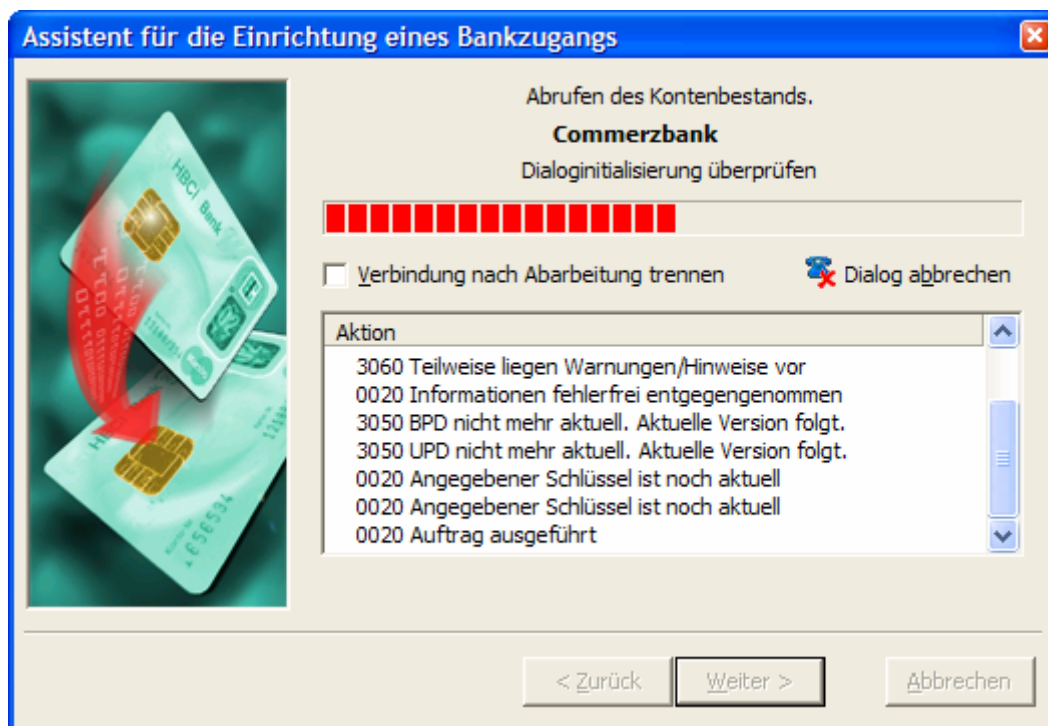 Assistent für die Einrichtung eines Bankzugangs
Abrufen des Kontenbestands.
Commerzbank
Dialoginitialisierung überprüfen
Verbindung nach Abarbeitung trennen
Dialog abbrechen
Aktion
3060 Teilweise liegen Warnungen/Hinweise vor
0020 Informationen fehlerfrei entgegengenommen
3050 BPD nicht mehr aktuell. Aktuelle Version folgt.
3050 UPD nicht mehr aktuell. Aktuelle Version folgt.
0020 Angegebener Schlüssel ist noch aktuell
0020 Angegebener Schlüssel ist noch aktuell
0020 Auftrag ausgeführt
HBCI Bank
< Zurück
Weiter >
Abbrechen